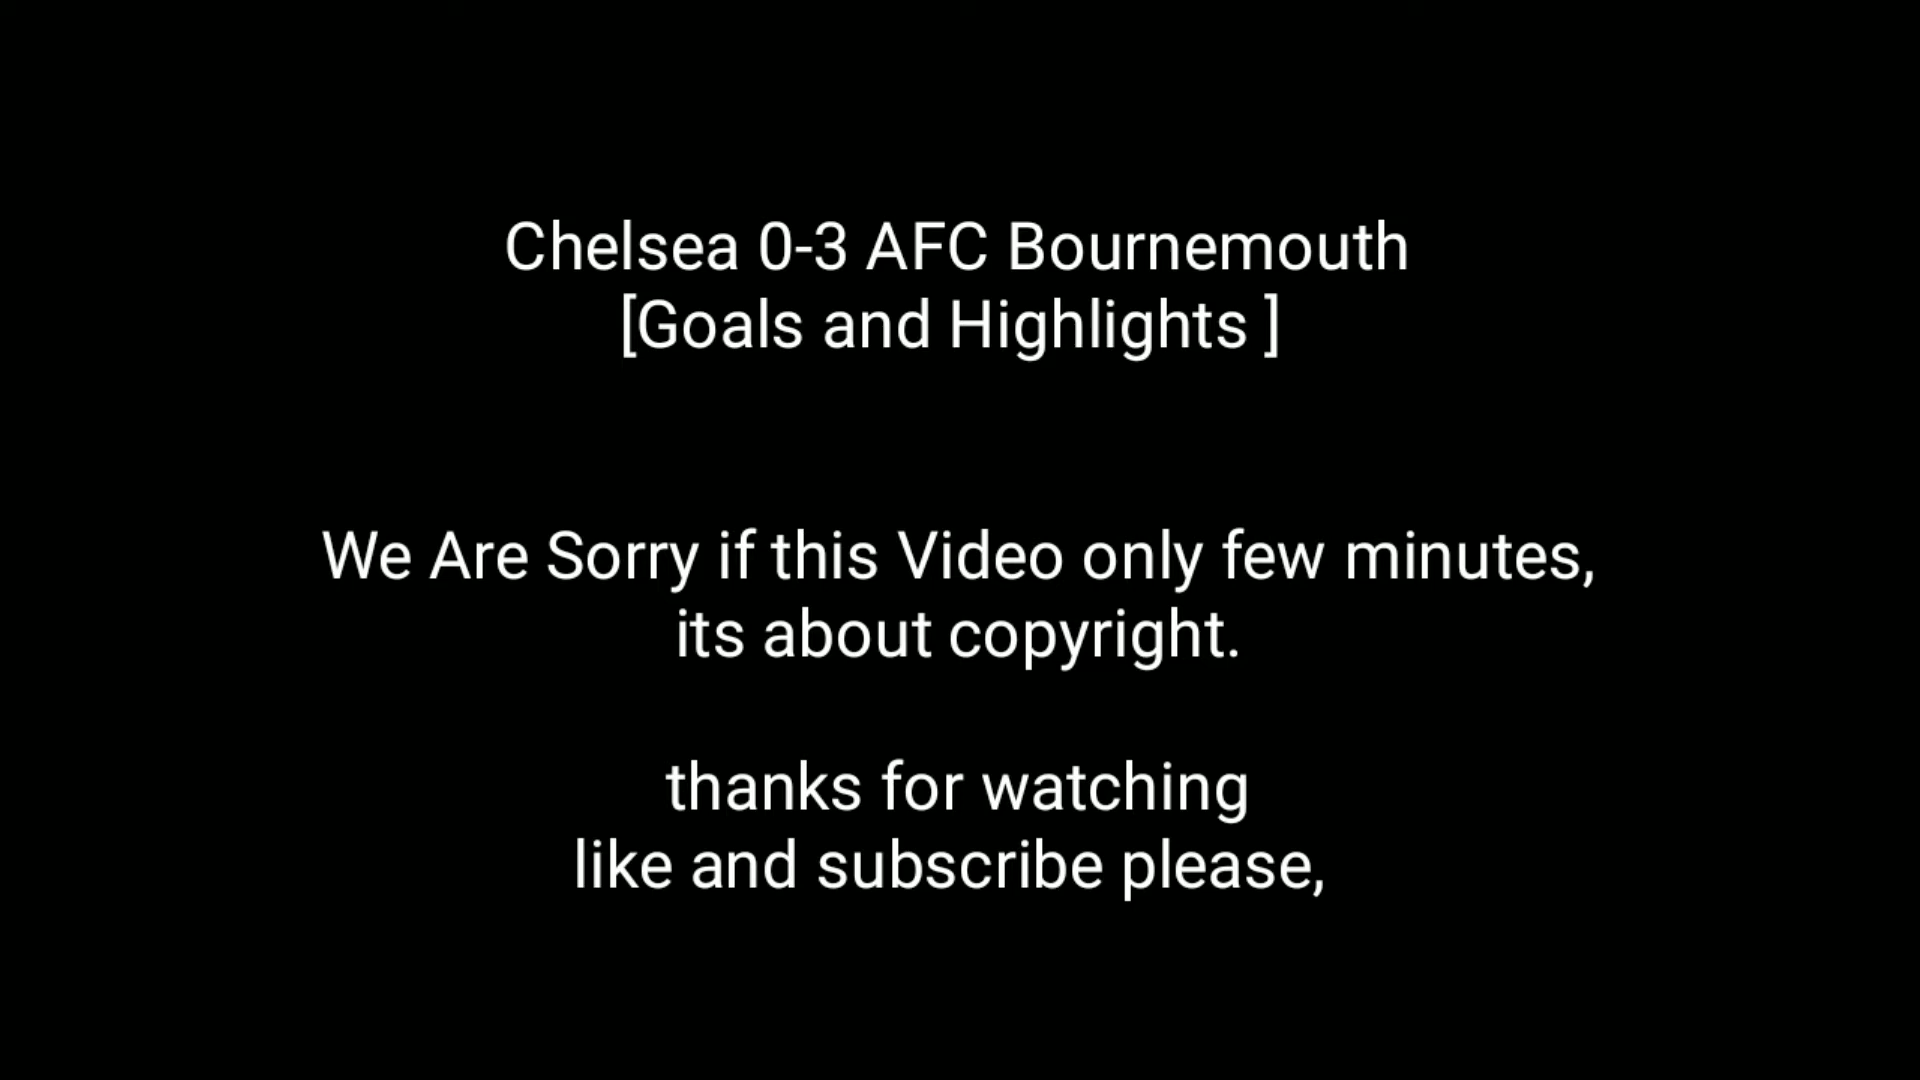 Chelsea 0-3 AFC Bournemouth
[Goals and Highlights ]
We Are Sorry if this Video only few minutes,
its about copyright.
thanks for watching
like and subscribe please,